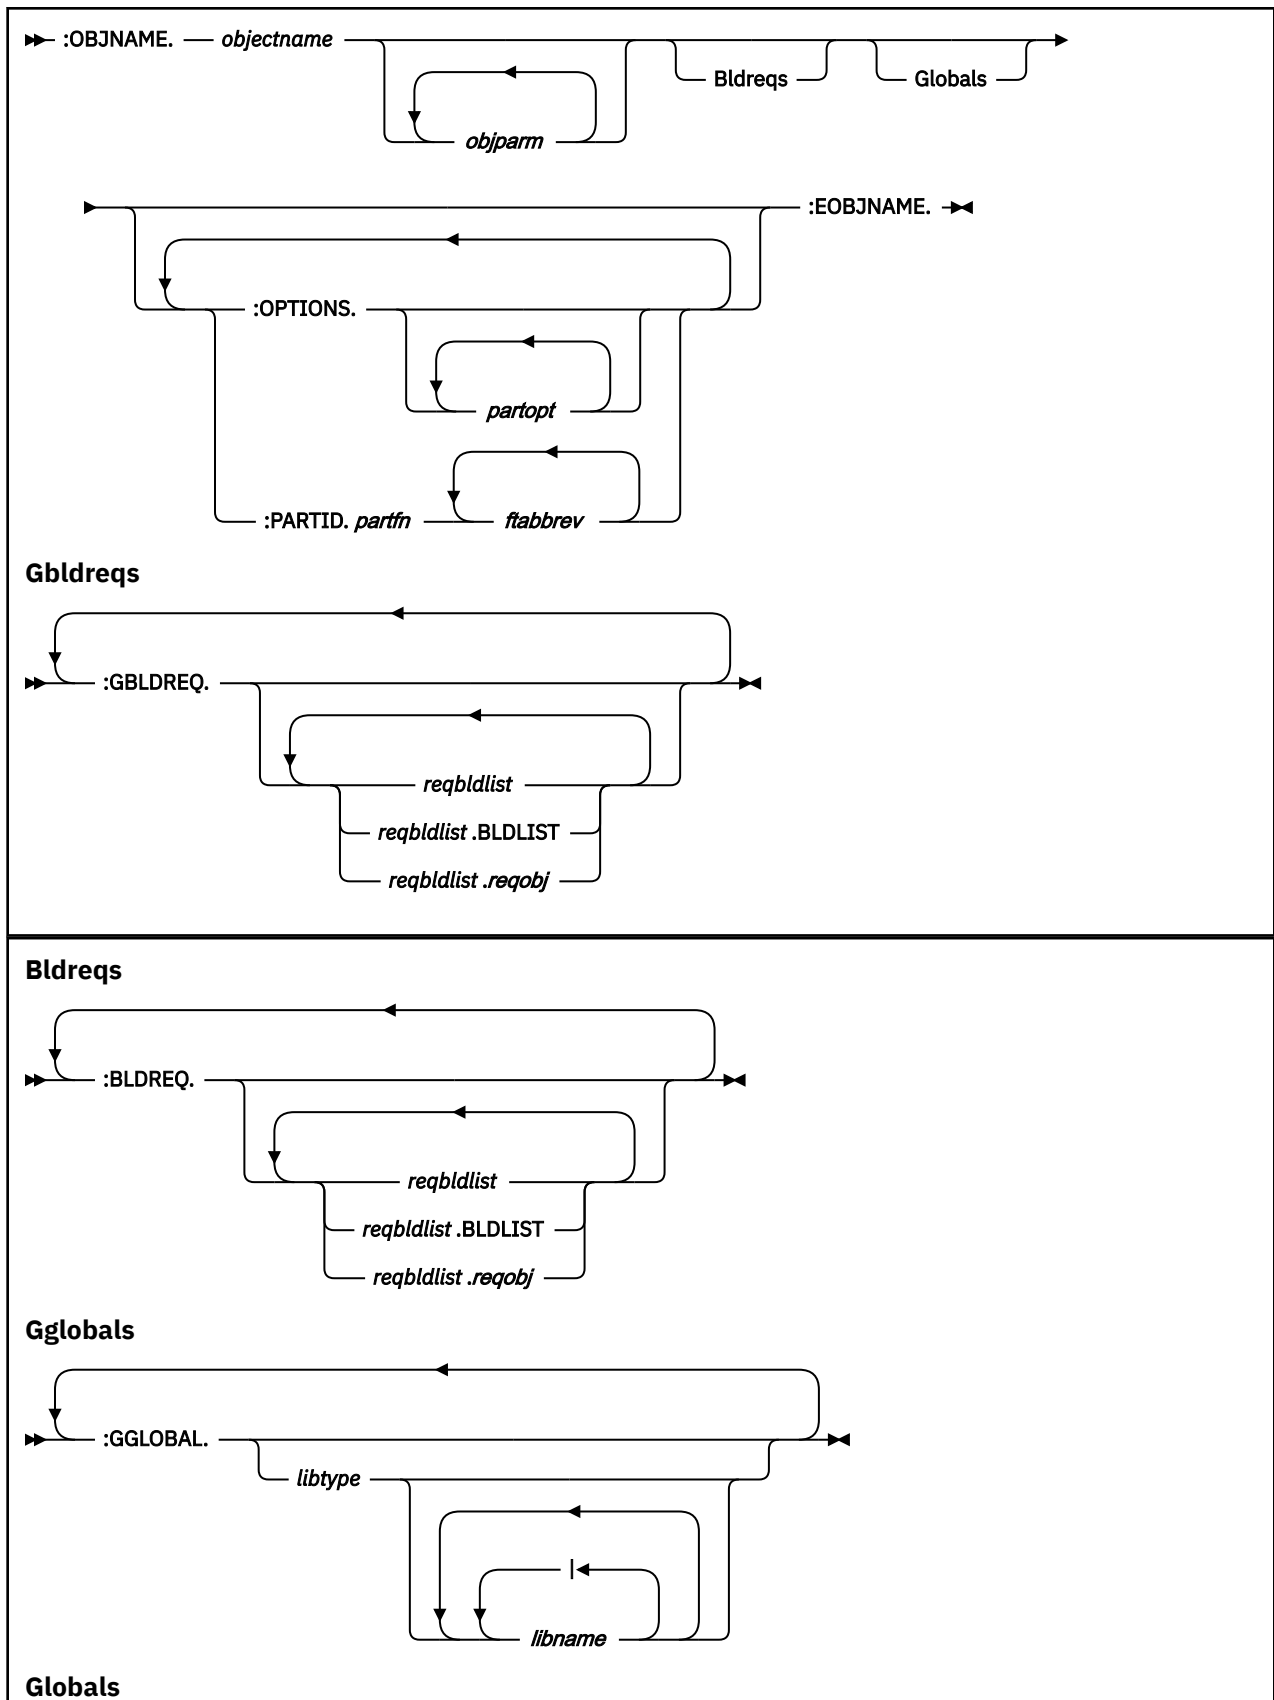 :OBJNAME. objectname
Bldreqs Globals
objparm
:EOBJNAME.
:OPTIONS.
partopt
:PARTID. partfn ftabbrev
Gbldreqs
:GBLDREQ.
reqbldlist
reqbldlist .BLDLIST
reqbldlist .reqobj
Bldreqs
:BLDREQ.
reqbldlist
reqbldlist .BLDLIST
reqbldlist .reqobj
Gglobals
:GGLOBAL.
libtype
|
libname
Globals